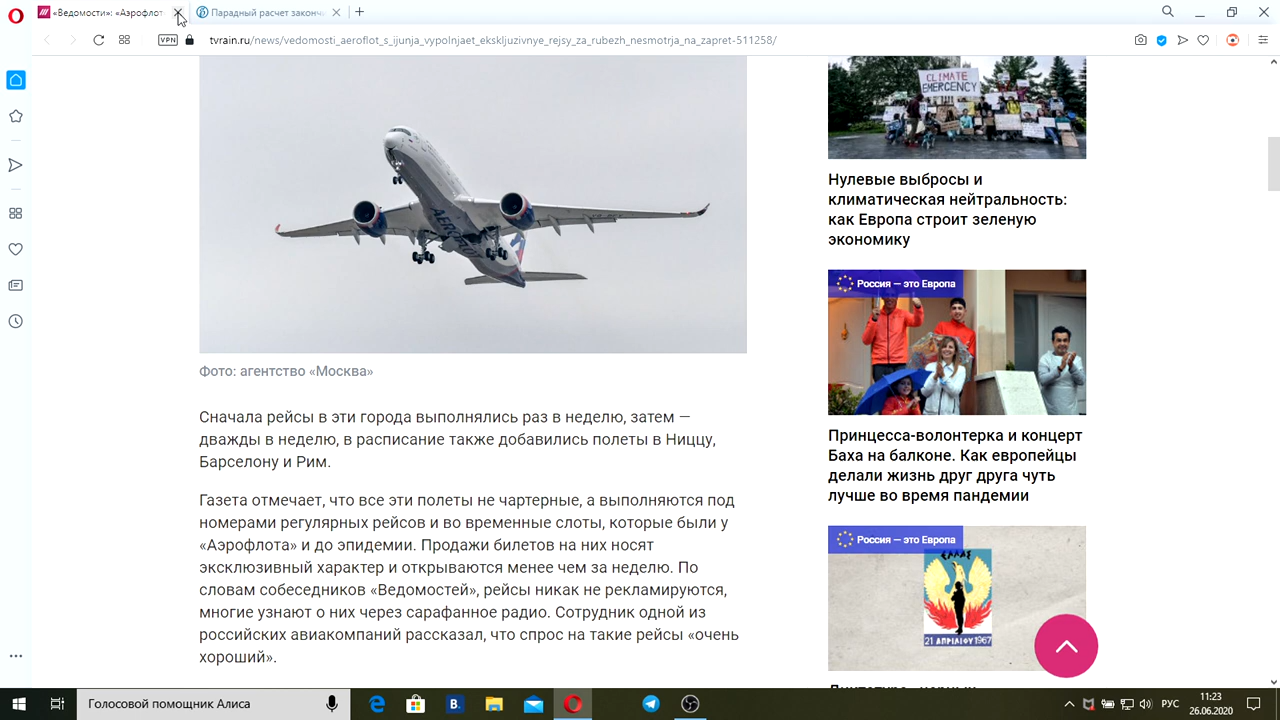 «Ведомости»: «Аэрофлот
Парадный расчет законч
VPN
tvrain.ru/news/vedomosti_aeroflot_s_ijunja_vypolnjaet_ekskljuzivnye_rejsy_za_rubezh_nesmotrja_na_zapret-511258/
AEROFLOT
Фото: агентство «Москва»
Сначала рейсы в эти города выполнялись раз в неделю, затем —
дважды в неделю, в расписание также добавились полеты в Ниццу,
Барселону и Рим.
Газета отмечает, что все эти полеты не чартерные, а выполняются под
номерами регулярных рейсов и во временные слоты, которые были у
«Аэрофлота» и до эпидемии. Продажи билетов на них носят
эксклюзивный характер и открываются менее чем за неделю. По
словам собеседников «Ведомостей», рейсы никак не рекламируются,
многие узнают о них через сарафанное радио. Сотрудник одной из
российских авиакомпаний рассказал, что спрос на такие рейсы «очень
хороший».
CLIMATE
EMERGENCY
Нулевые выбросы и
климатическая нейтральность:
как Европа строит зеленую
экономику
Россия — это Европа
Принцесса-волонтерка и концерт
Баха на балконе. Как европейцы
делали жизнь друг друга чуть
лучше во время пандемии
Россия — это Европа
ΕΛΛΑΣ
21 ΑΠΡΙΛΙΟΥ 1967
Голосовой помощник Алиса
B.
РУС
11:23
26.06.2020